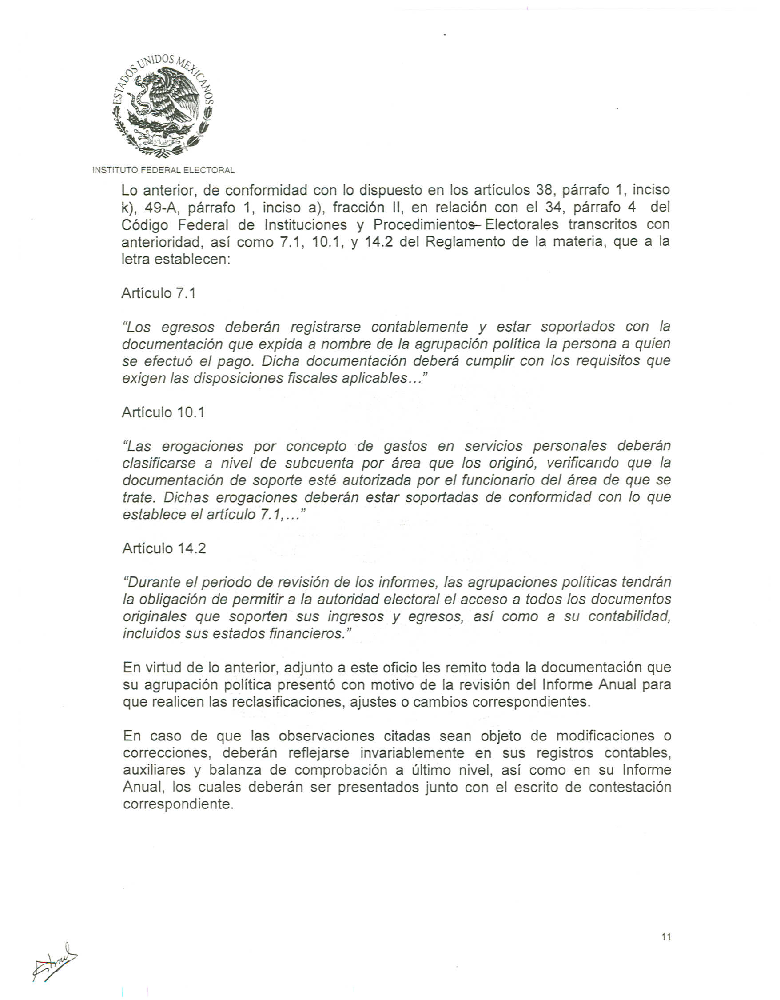 ESTADOS UNIDOS MEXICANOS
INSTITUTO FEDERAL ELECTORAL
Lo anterior, de conformidad con lo dispuesto en los artículos 38, párrafo 1, inciso
k), 49-A, párrafo 1, inciso a), fracción II, en relación con el 34, párrafo 4 del
Código Federal de Instituciones y Procedimientos Electorales transcritos con
anterioridad, así como 7.1, 10.1, y 14.2 del Reglamento de la materia, que a la
letra establecen:
Artículo 7.1
“Los egresos deberán registrarse contablemente y estar soportados con la
documentación que expida a nombre de la agrupación política la persona a quien
se efectuó el pago. Dicha documentación deberá cumplir con los requisitos que
exigen las disposiciones fiscales aplicables...”
Artículo 10.1
“Las erogaciones por concepto de gastos en servicios personales deberán
clasificarse a nivel de subcuenta por área que los originó, verificando que la
documentación de soporte esté autorizada por el funcionario del área de que se
trate. Dichas erogaciones deberán estar soportadas de conformidad con lo que
establece el artículo 7.1,...”
Artículo 14.2
“Durante el periodo de revisión de los informes, las agrupaciones políticas tendrán
la obligación de permitir a la autoridad electoral el acceso a todos los documentos
originales que soporten sus ingresos y egresos, así como a su contabilidad,
incluidos sus estados financieros.”
En virtud de lo anterior, adjunto a este oficio les remito toda la documentación que
su agrupación política presentó con motivo de la revisión del Informe Anual para
que realicen las reclasificaciones, ajustes o cambios correspondientes.
En caso de que las observaciones citadas sean objeto de modificaciones o
correcciones, deberán reflejarse invariablemente en sus registros contables,
auxiliares y balanza de comprobación a último nivel, así como en su Informe
Anual, los cuales deberán ser presentados junto con el escrito de contestación
correspondiente.
11